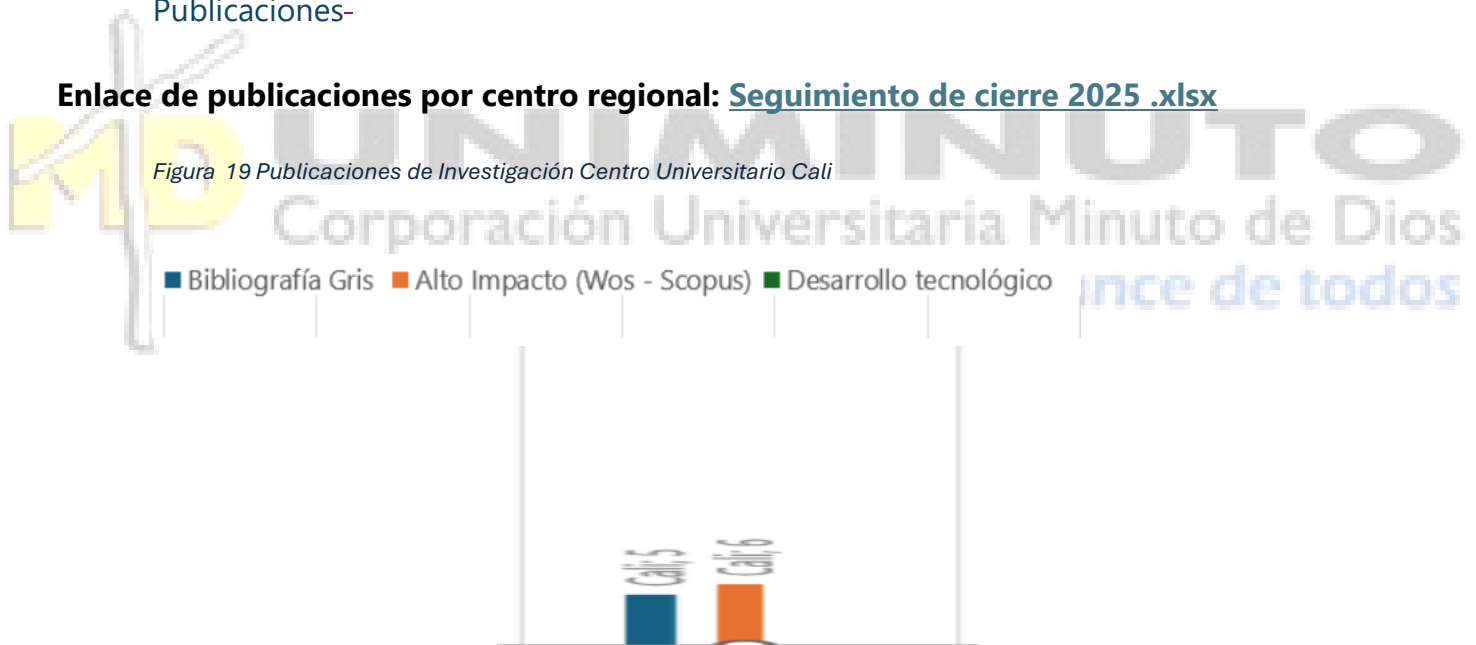 Publicaciones-
Enlace de publicaciones por centro regional: Seguimiento de cierre 2025 .xlsx
UNIMINUTO
MD
Figura 19 Publicaciones de Investigación Centro Universitario Cali
Corporación Universitaria Minuto de Dios
Bibliografía Gris Alto Impacto (Wos - Scopus) Desarrollo tecnológico
de todos
Cali; 5
Cali; 6